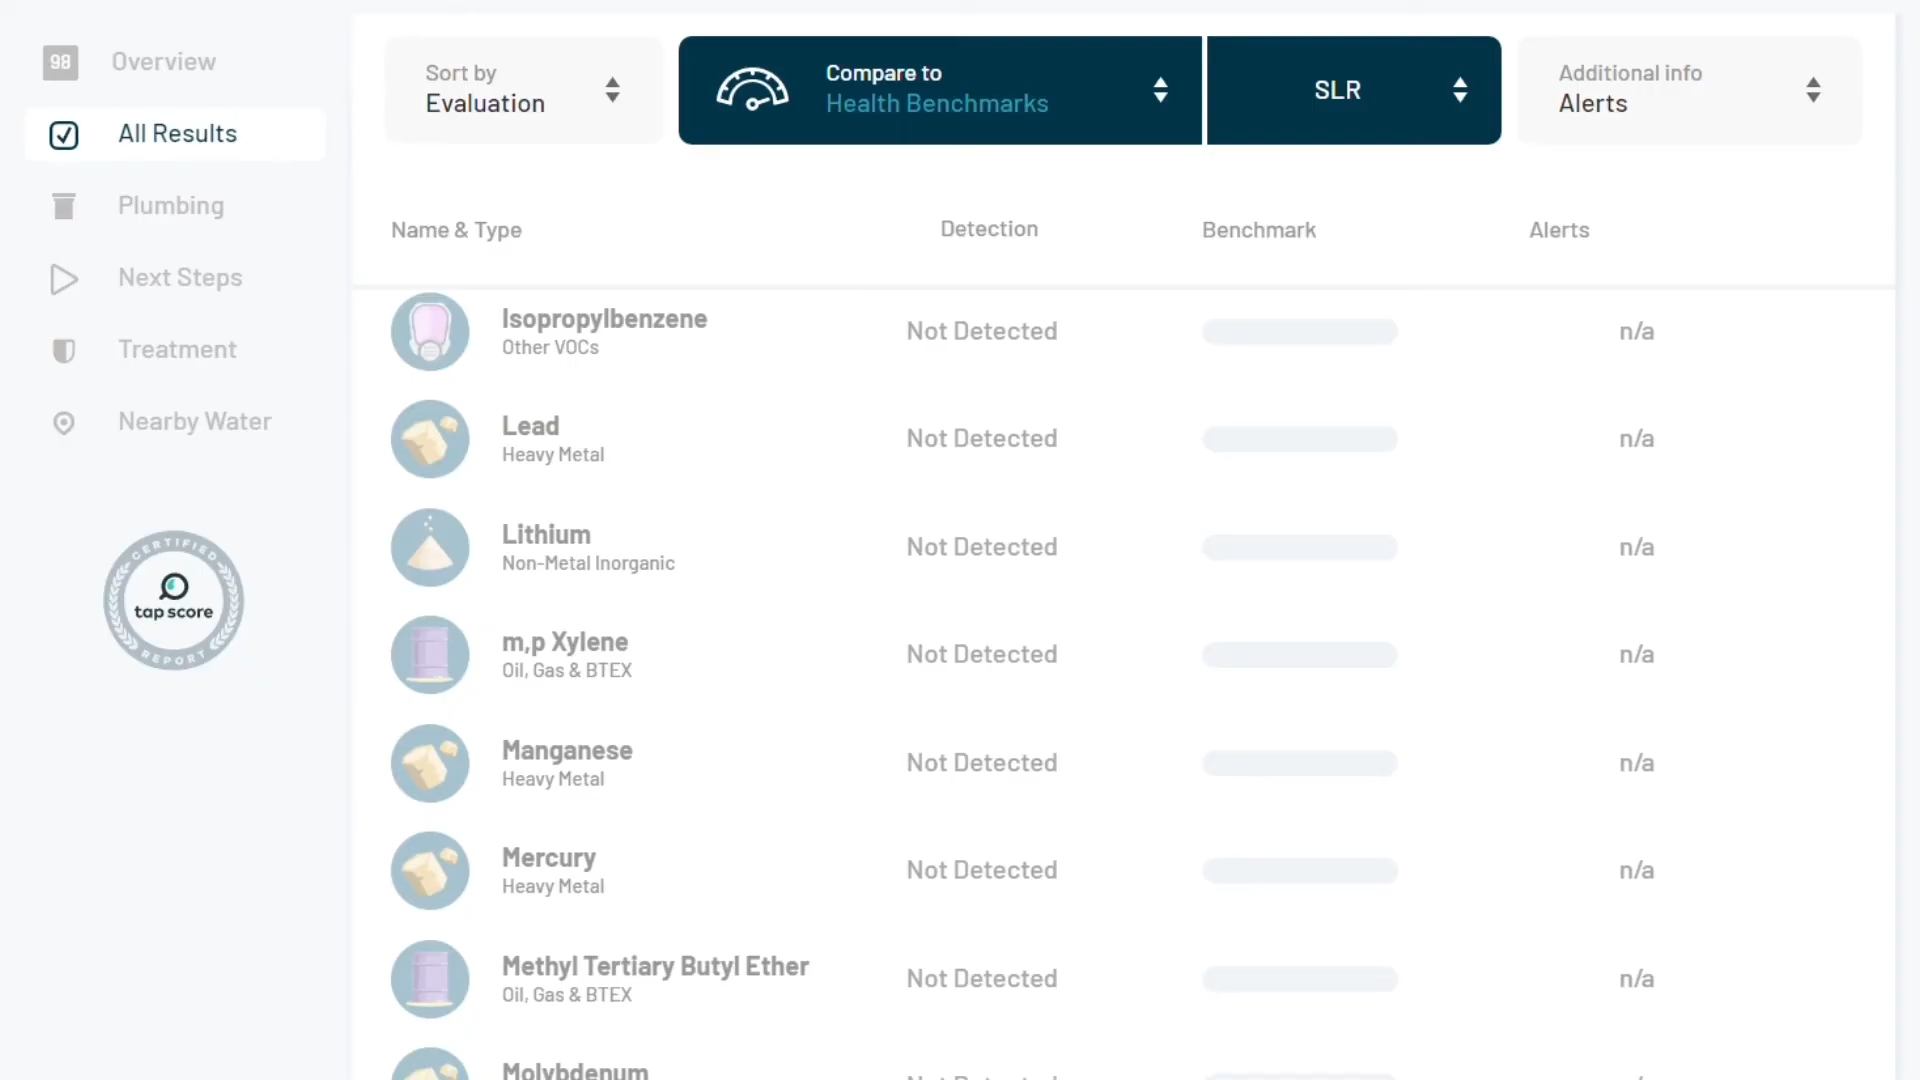 98
Overview
All Results
Plumbing
Next Steps
Treatment
Nearby Water
CERTIFIED
tap score
REPORT
Sort by
Evaluation
Compare to
Health Benchmarks
SLR
Additional info
Alerts
Name & Type
Detection
Benchmark
Alerts
Isopropylbenzene
Other VOCs
Not Detected
n/a
Lead
Heavy Metal
Not Detected
n/a
Lithium
Non-Metal Inorganic
Not Detected
n/a
m,p Xylene
Oil, Gas & BTEX
Not Detected
n/a
Manganese
Heavy Metal
Not Detected
n/a
Mercury
Heavy Metal
Not Detected
n/a
Methyl Tertiary Butyl Ether
Oil, Gas & BTEX
Not Detected
n/a
Molybdenum